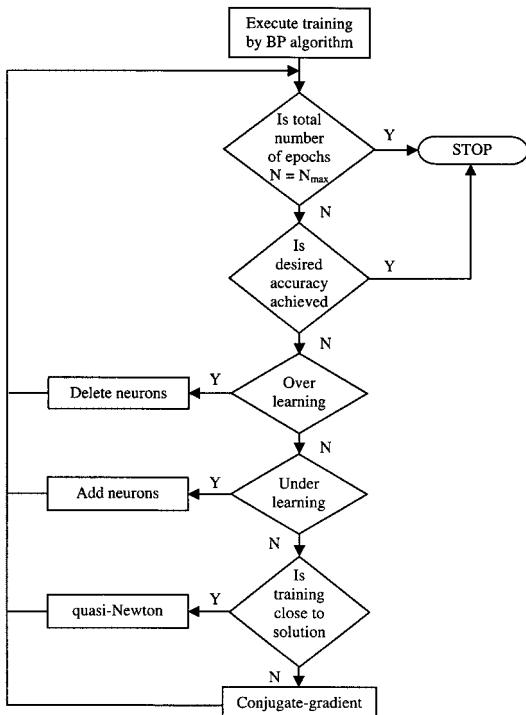 Execute training
by BP algorithm
Is total
number
of epochs
N = Nmax
Y
STOP
N
Is
desired
accuracy
achieved
Y
N
Over
learning
Y
Delete neurons
N
Under
learning
Y
Add neurons
N
Is
training
close to
solution
Y
quasi-Newton
N
Conjugate-gradient